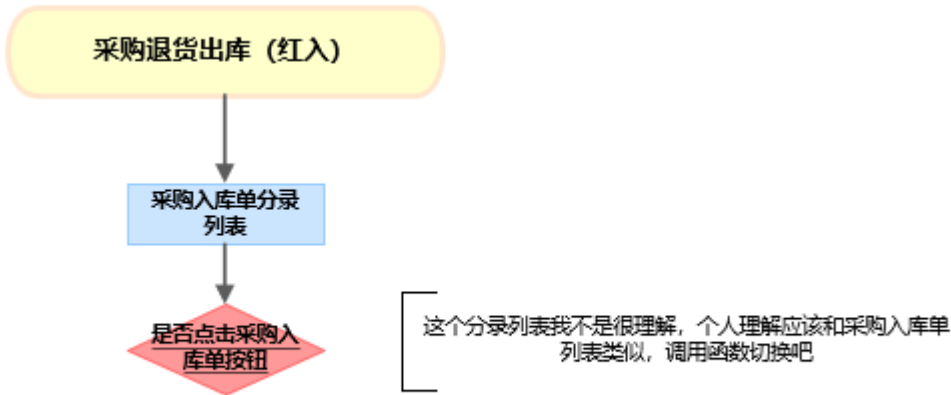 采购退货出库（红入）
采购入库单分录
列表
是否点击采购入
库单按钮
这个分录列表我不是很理解，个人理解应该和采购入库单
列表类似，调用函数切换吧